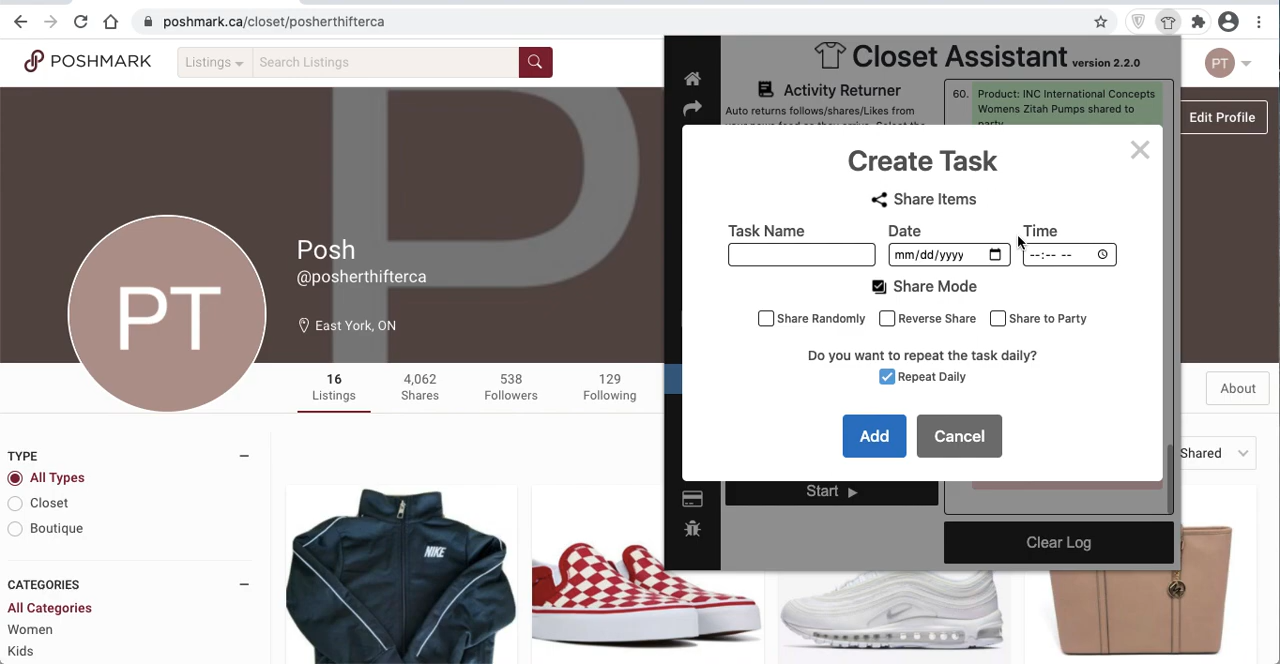 poshmark.ca/closet/posherthifterca
POSHMARK
Listings
Search Listings
PT
Closet Assistant version 2.2.0
Activity Returner
Auto returns follows/shares/Likes from
60. Product: INC International Concepts
Womens Zitah Pumps shared to
party
Edit Profile
Create Task
Share Items
Task Name
Date
Time
mm/dd/yyyy
--:-- --
Share Mode
Share Randomly
Reverse Share
Share to Party
Do you want to repeat the task daily?
Repeat Daily
Add
Cancel
Start
Clear Log
P
PT
Posh
@posherthifterca
East York, ON
16
Listings
4,062
Shares
538
Followers
129
Following
About
TYPE
All Types
Closet
Boutique
Shared
CATEGORIES
All Categories
Women
Kids
NIKE